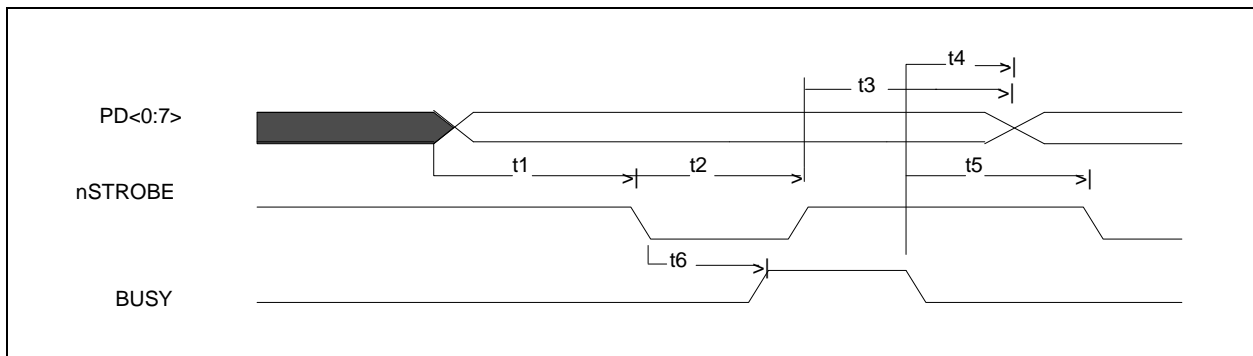 t4
t3
PD<0:7>
t1
t2
t5
nSTROBE
t6
BUSY